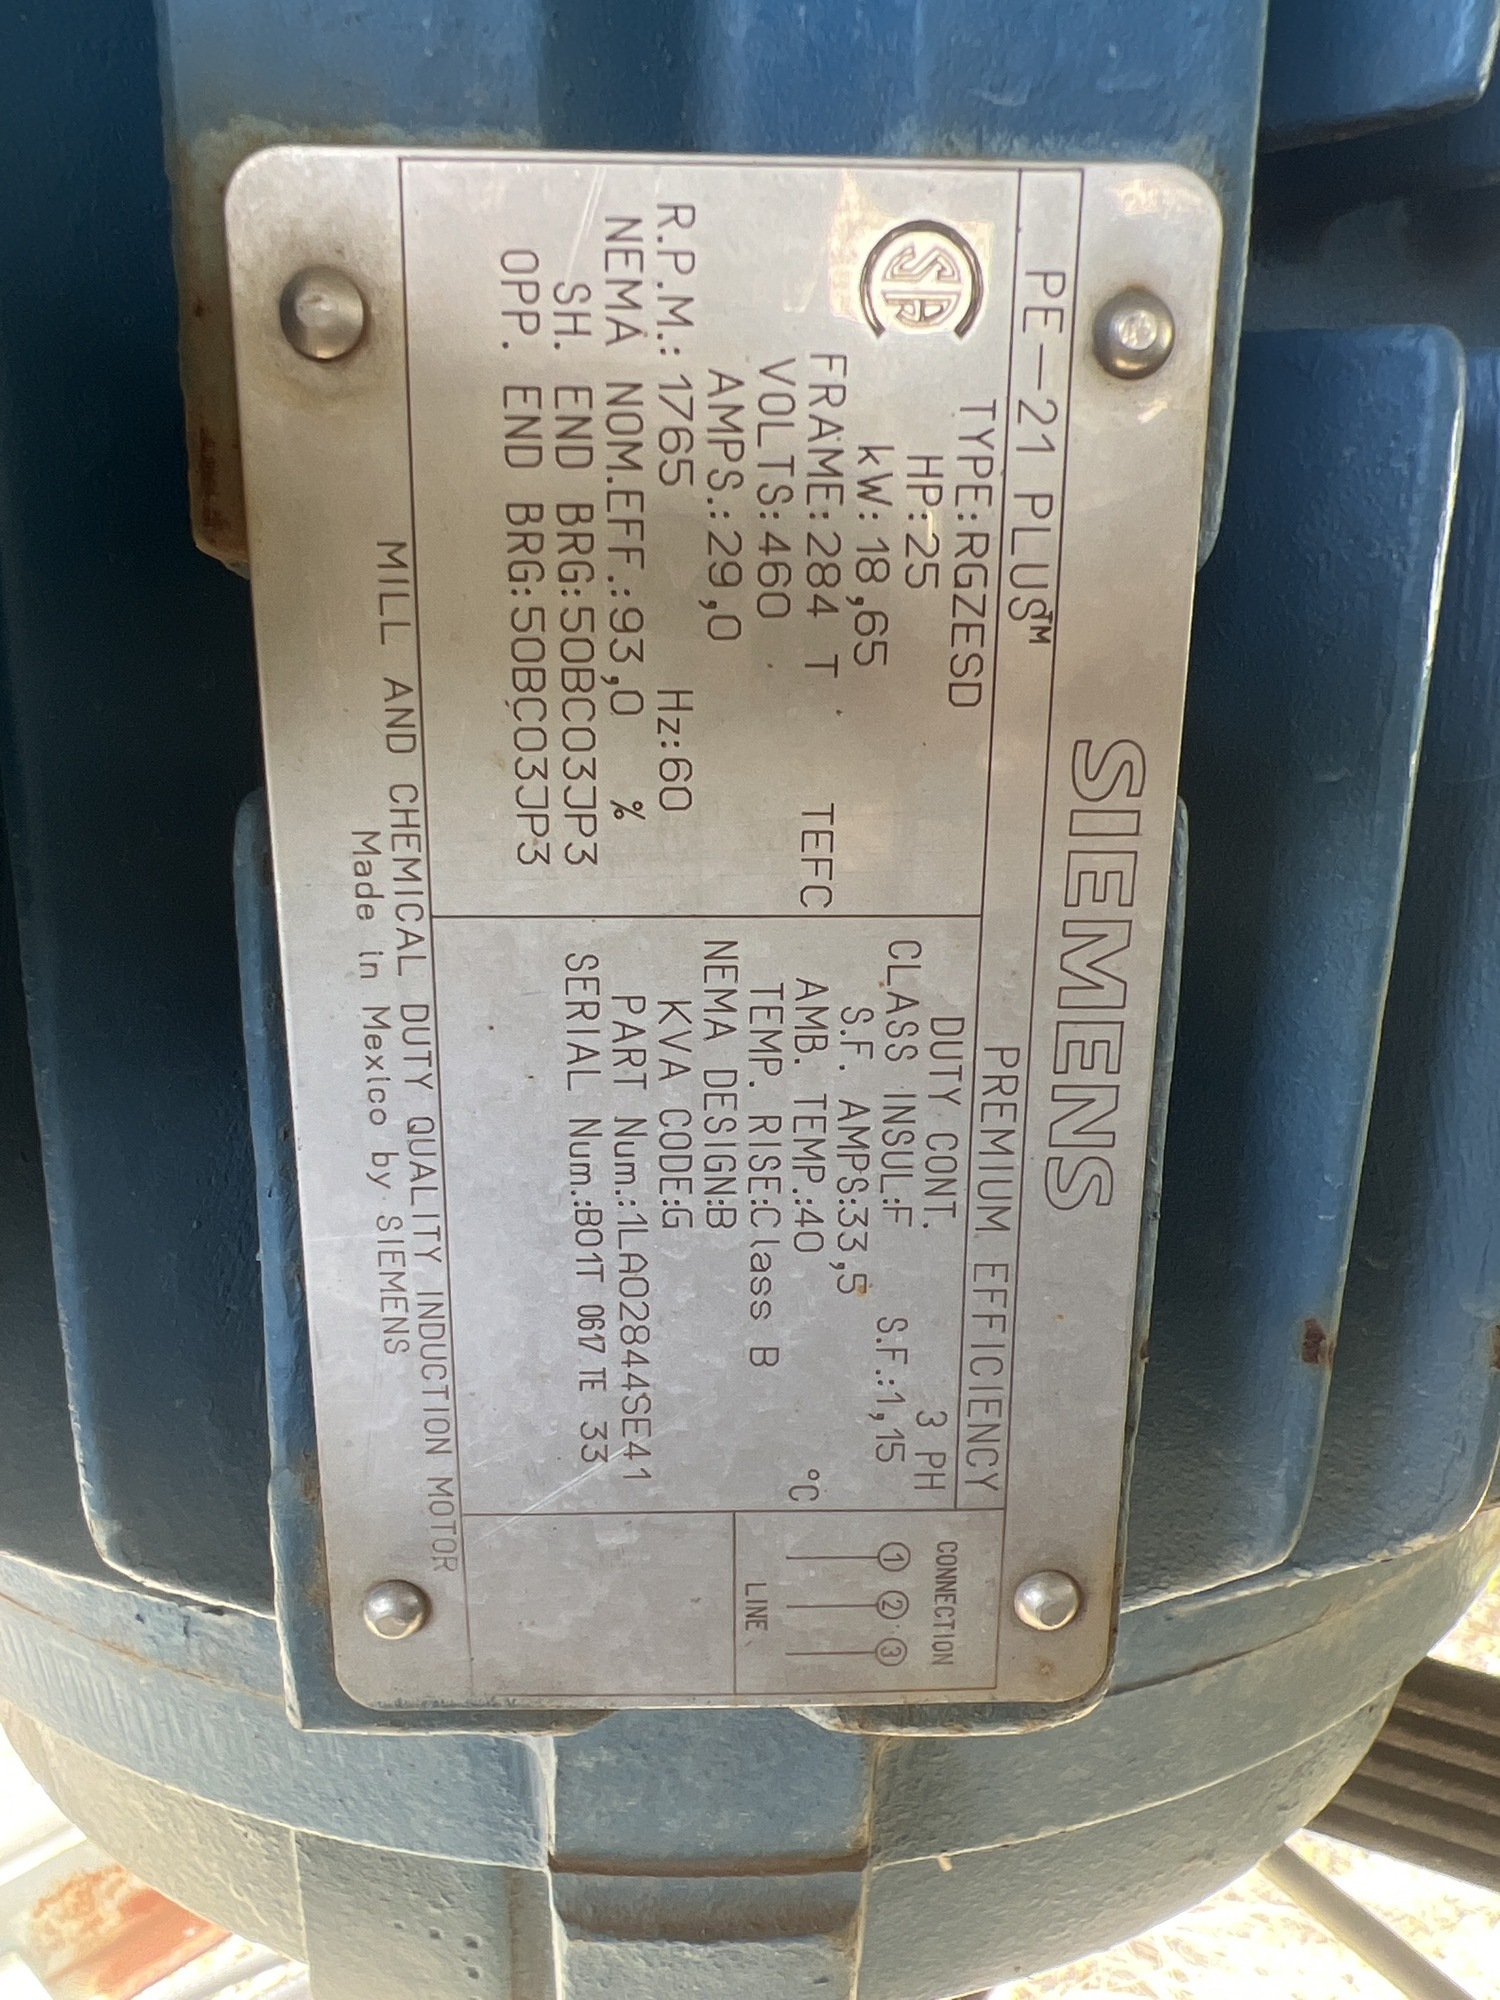 SIEMENS
PE-21 PLUS™
PREMIUM EFFICIENCY
TYPE:RGZESD
HP:25
kW:18,65
FRAME:284 T TEFC
VOLTS:460
AMPS.:29,0
R.P.M.:1765 Hz:60
NEMA NOM.EFF.:93,0 %
SH. END BRG:50BC03JP3
OPP. END BRG:50BC03JP3
DUTY CONT. 3 PH
CLASS INSUL:F S.F.:1,15
S.F. AMPS:33,5
AMB. TEMP.:40 °C
TEMP. RISE:Class B
NEMA DESIGN:B
KVA CODE:G
PART Num.:1LA02844SE41
SERIAL Num.:B01T 0617 TE 33
CONNECTION
1 2 3
LINE
MILL AND CHEMICAL DUTY QUALITY INDUCTION MOTOR
Made in Mexico by SIEMENS